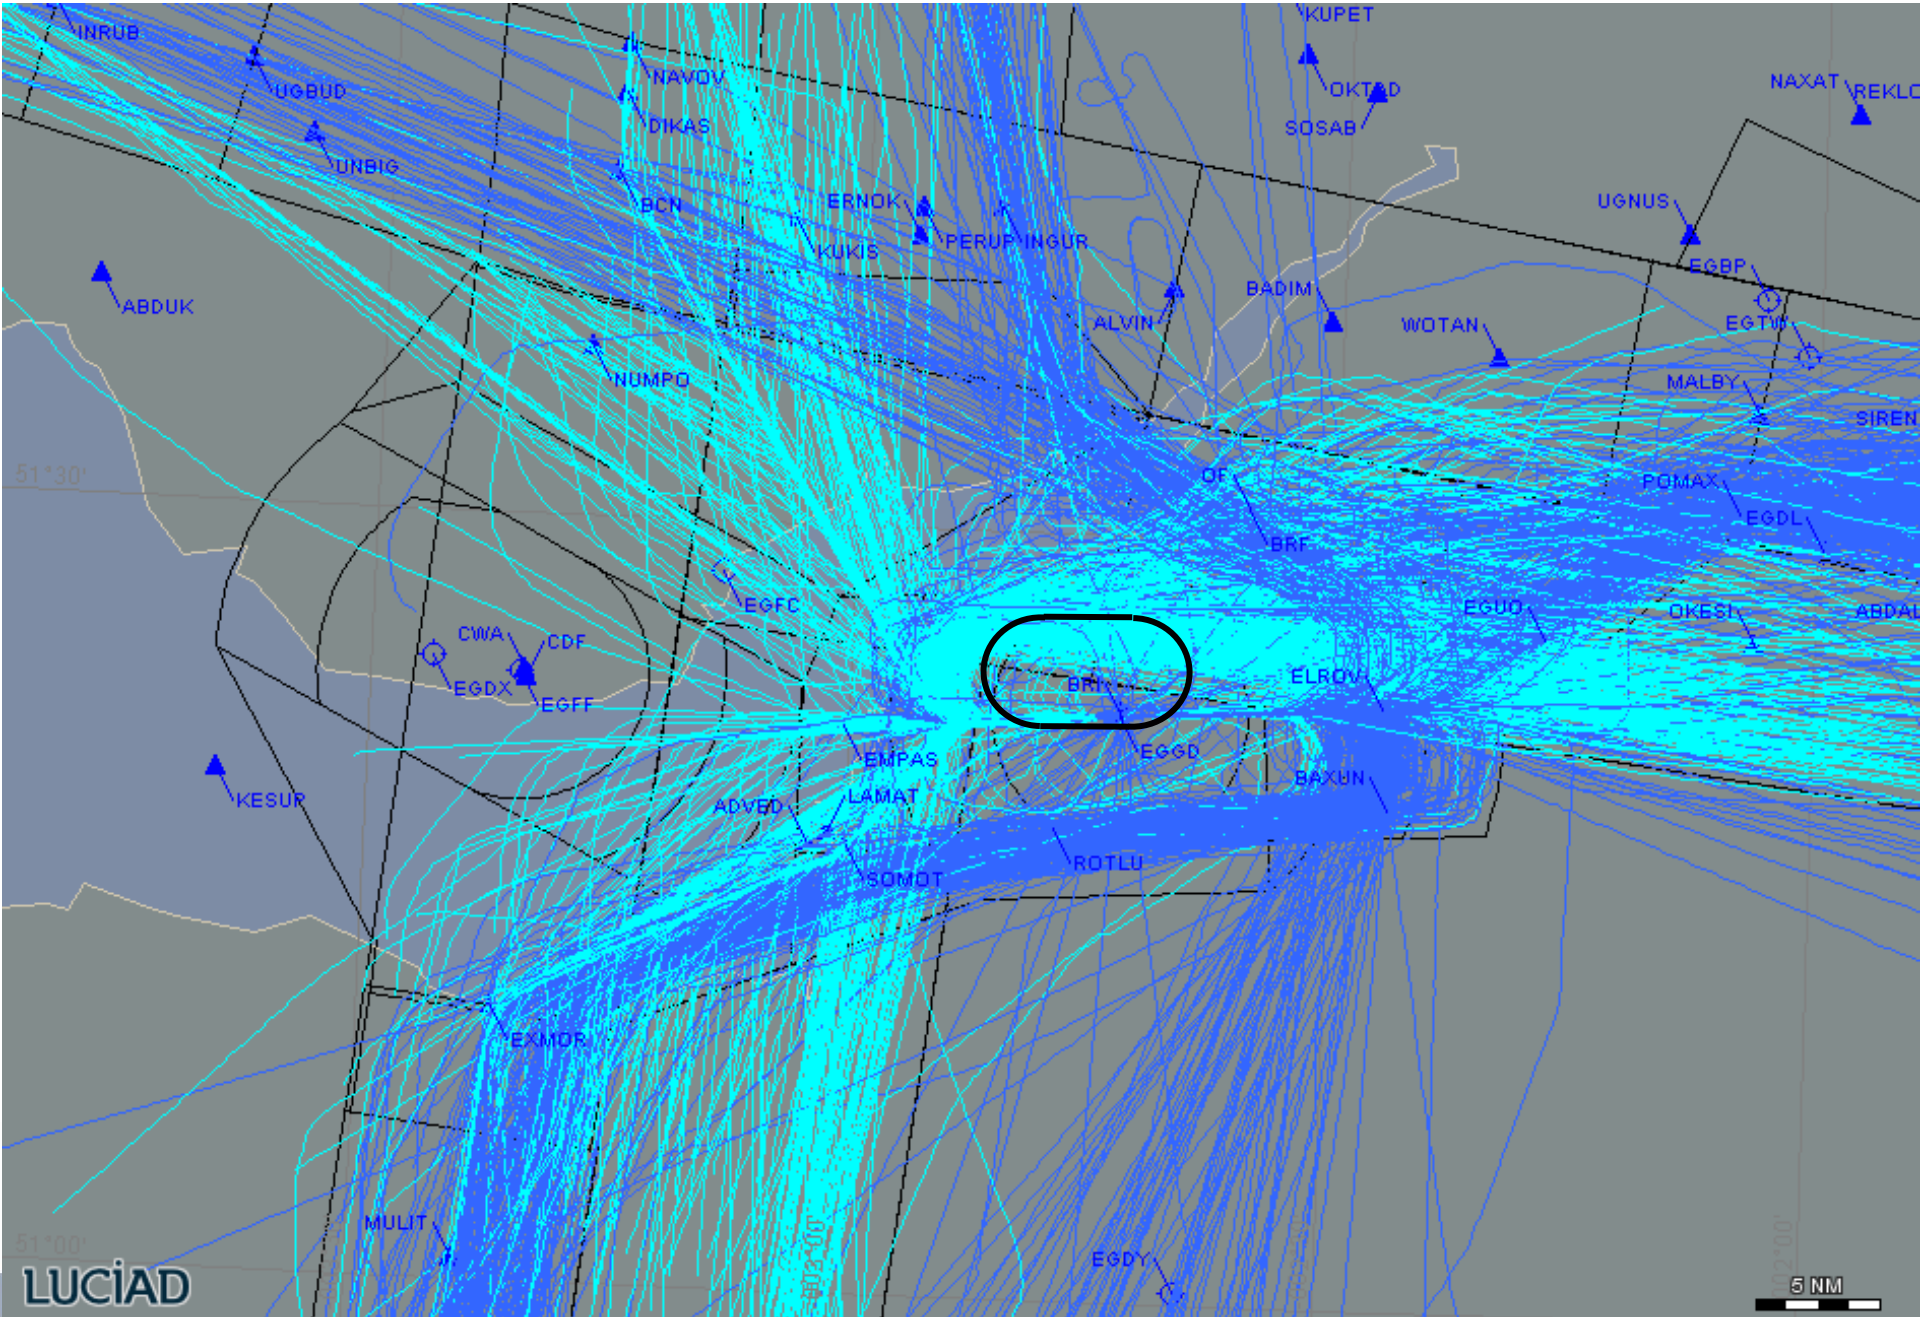 INRUB
KUPET
NAVOV
UGBUD
OKTAD
NAXAT
REKLO
DIKAS
SOSAB
UNBIG
BCN
ERNOK
UGNUS
KUKIS
PERUP
INGUR
EGBP
ABDUK
BADIM
ALVIN
WOTAN
EGTW
NUMPO
MALBY
SIREN
51°30'
OF
POMAX
EGDL
BRF
EGFC
EGUO
OKESI
ABDAL
CWA
CDF
EGDX
EGFF
BRI
ELROV
EMPAS
EGGD
BAXUN
KESUP
ADVED
LAMAT
SOMOT
ROTLU
EXMOR
MULIT
51°00'
EGDY
LUCIAD
5 NM